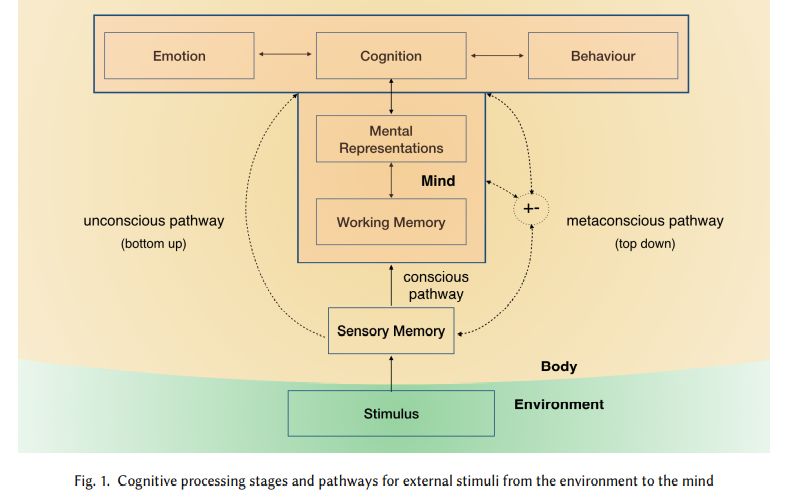 Emotion
Cognition
Behaviour
Mental
Representations
Mind
Working Memory
+-
unconscious pathway
(bottom up)
metaconscious pathway
(top down)
conscious
pathway
Sensory Memory
Body
Environment
Stimulus
Fig. 1. Cognitive processing stages and pathways for external stimuli from the environment to the mind